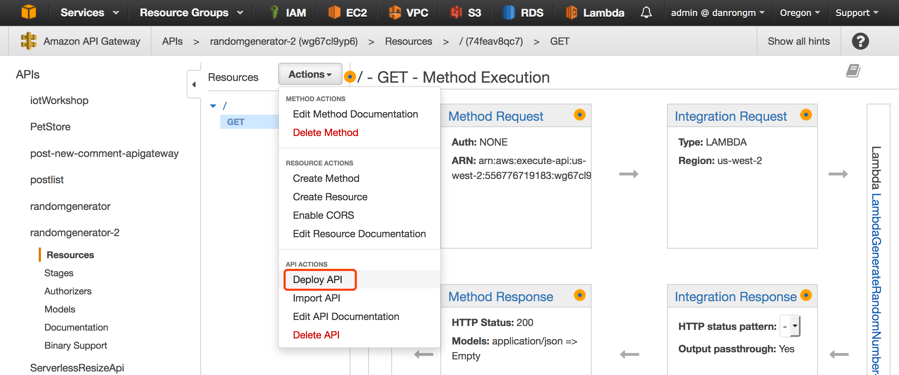 Services Resource Groups IAM EC2 VPC S3 RDS Lambda admin @ danrongm Oregon Support
Amazon API Gateway APIs > randomgenerator-2 (wg67cl9yp6) > Resources > / (74feav8qc7) > GET Show all hints ?
APIs
iotWorkshop
PetStore
post-new-comment-apigateway
postlist
randomgenerator
randomgenerator-2
Resources
Stages
Authorizers
Models
Documentation
Binary Support
ServerlessResizeApi
Resources
Actions
/
GET
METHOD ACTIONS
Edit Method Documentation
Delete Method
RESOURCE ACTIONS
Create Method
Create Resource
Enable CORS
Edit Resource Documentation
API ACTIONS
Deploy API
Import API
Edit API Documentation
Delete API
/ - GET - Method Execution
Method Request
Auth: NONE
ARN: arn:aws:execute-api:us-
west-2:556776719183:wg67cl9
Integration Request
Type: LAMBDA
Region: us-west-2
Method Response
HTTP Status: 200
Models: application/json =>
Empty
Integration Response
HTTP status pattern: -
Output passthrough: Yes
Lambda LambdaGenerateRandomNumber-